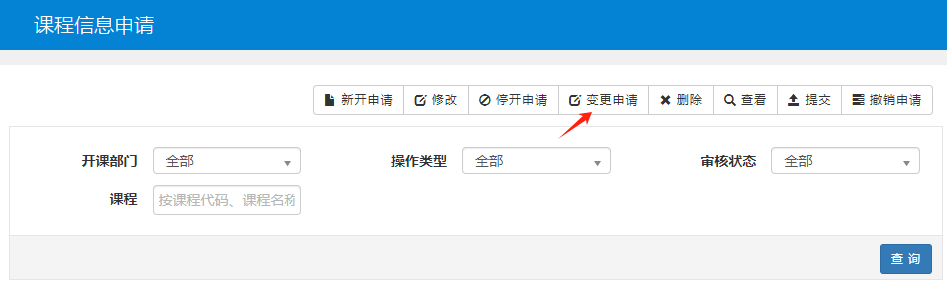 课程信息申请
新开申请 修改 停开申请 变更申请 删除 查看 提交 撤销申请
开课部门 全部 操作类型 全部 审核状态 全部
课程 按课程代码、课程名称
查 询